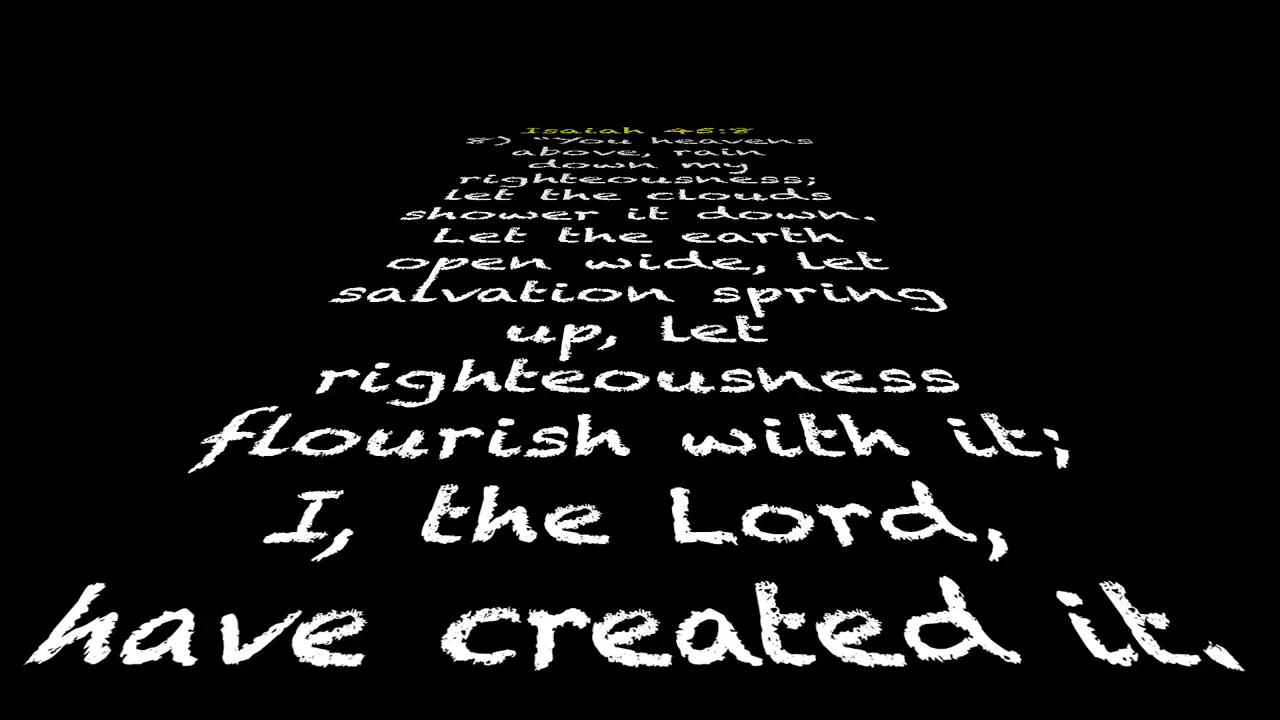 Isaiah 45:8
8) "You heavens
above, rain
down my
righteousness;
let the clouds
shower it down.
Let the earth
open wide, let
salvation spring
up, let
righteousness
flourish with it;
I, the Lord,
have created it.